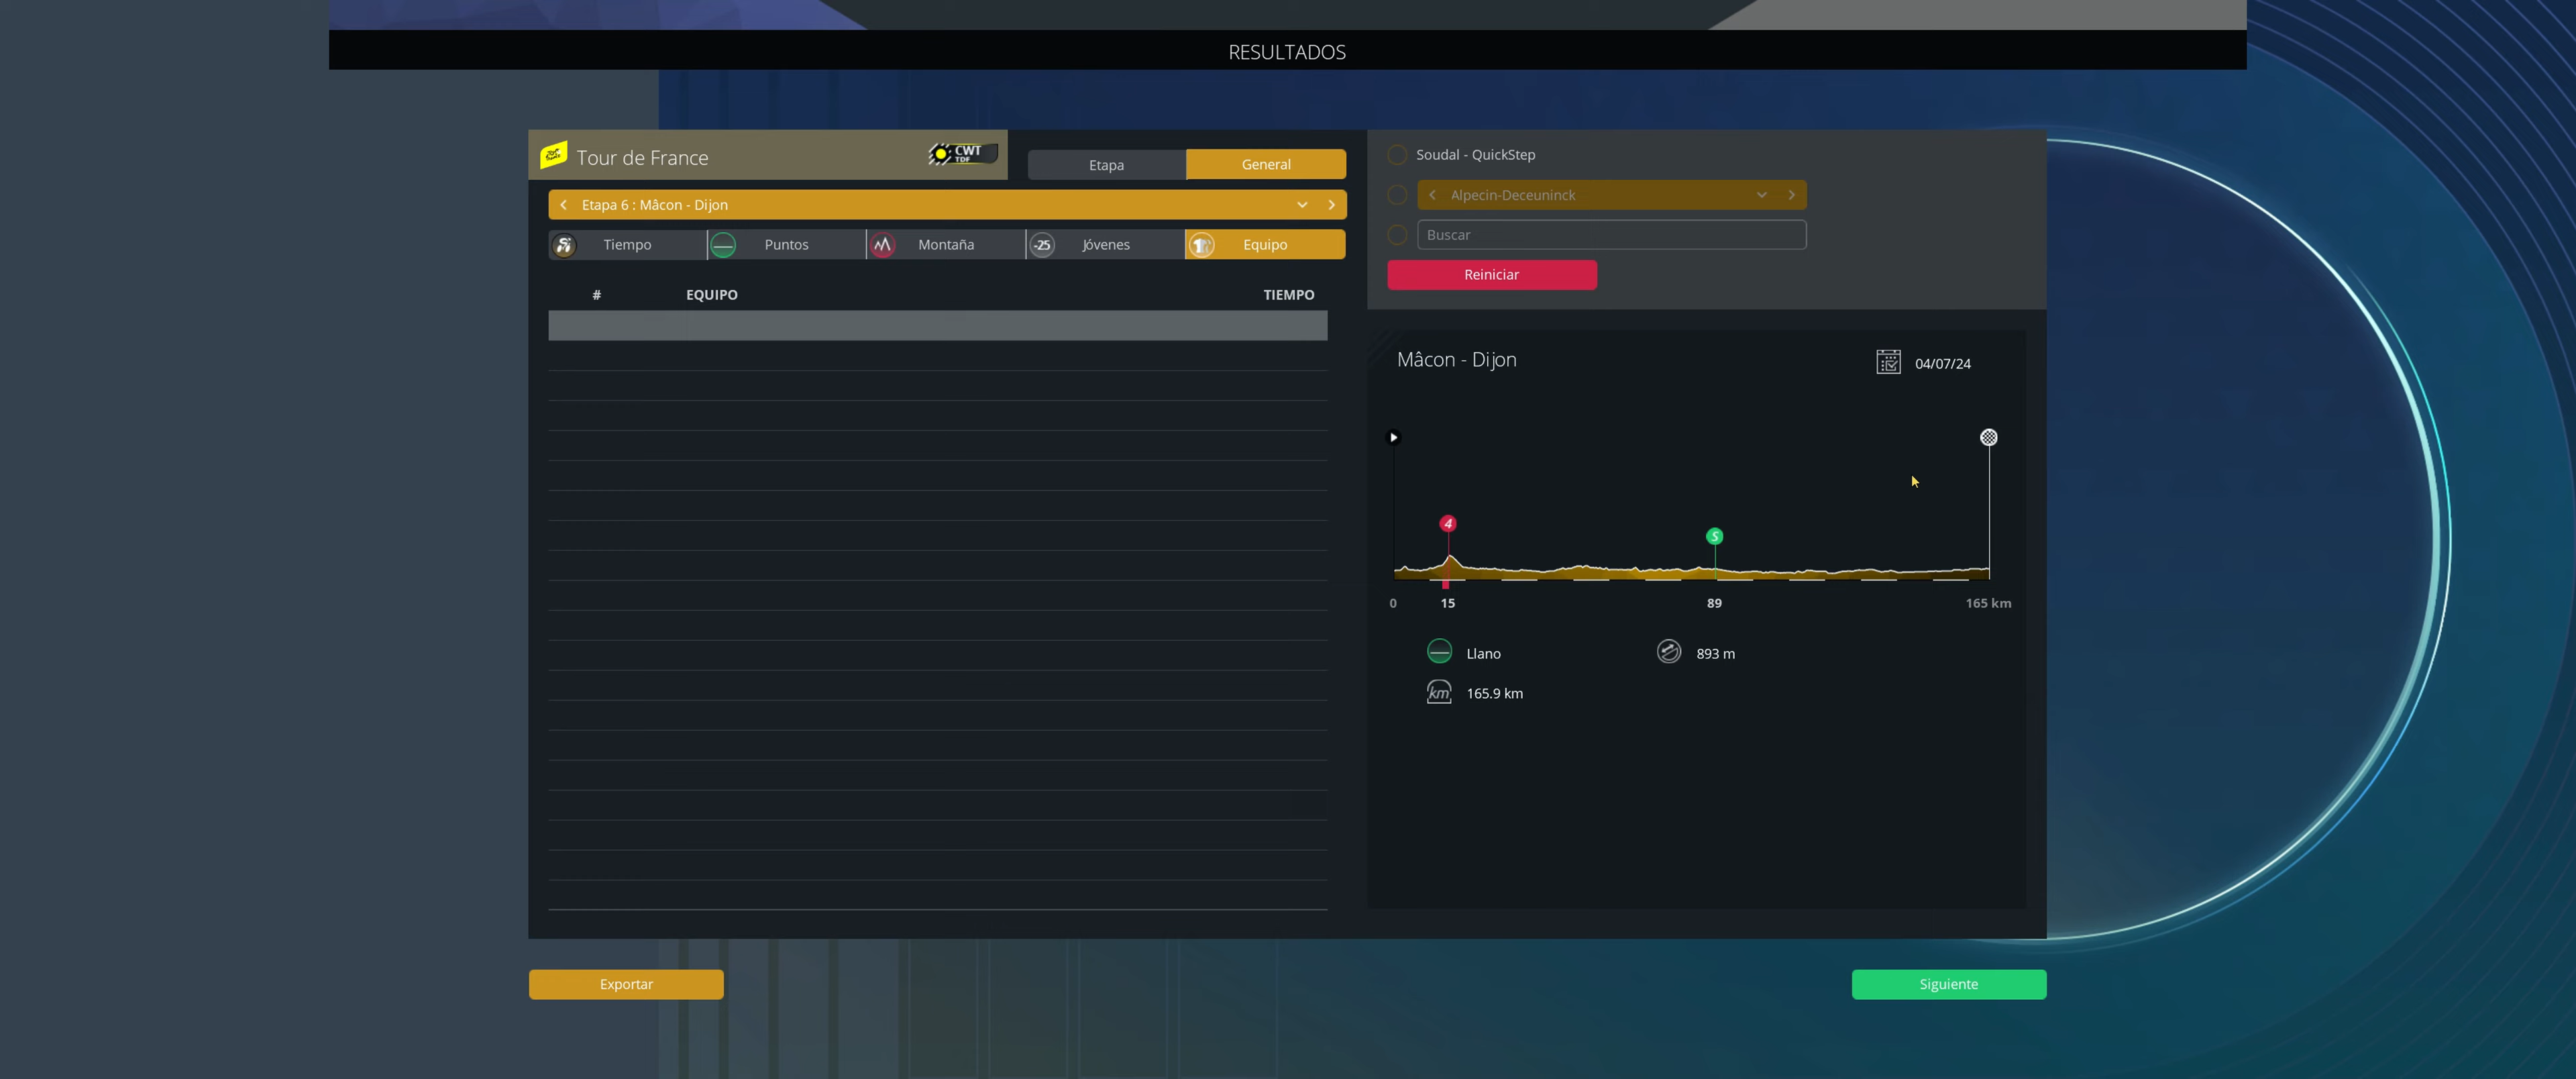 RESULTADOS
Tour de France
CWT
TDF
Etapa
General
Etapa 6 : Mâcon - Dijon
Tiempo
Puntos
Montaña
-25
Jóvenes
Equipo
#
EQUIPO
TIEMPO
Soudal - QuickStep
Alpecin-Deceuninck
Buscar
Reiniciar
Mâcon - Dijon
04/07/24
4
S
0
15
89
165 km
Llano
893 m
km
165.9 km
Exportar
Siguiente